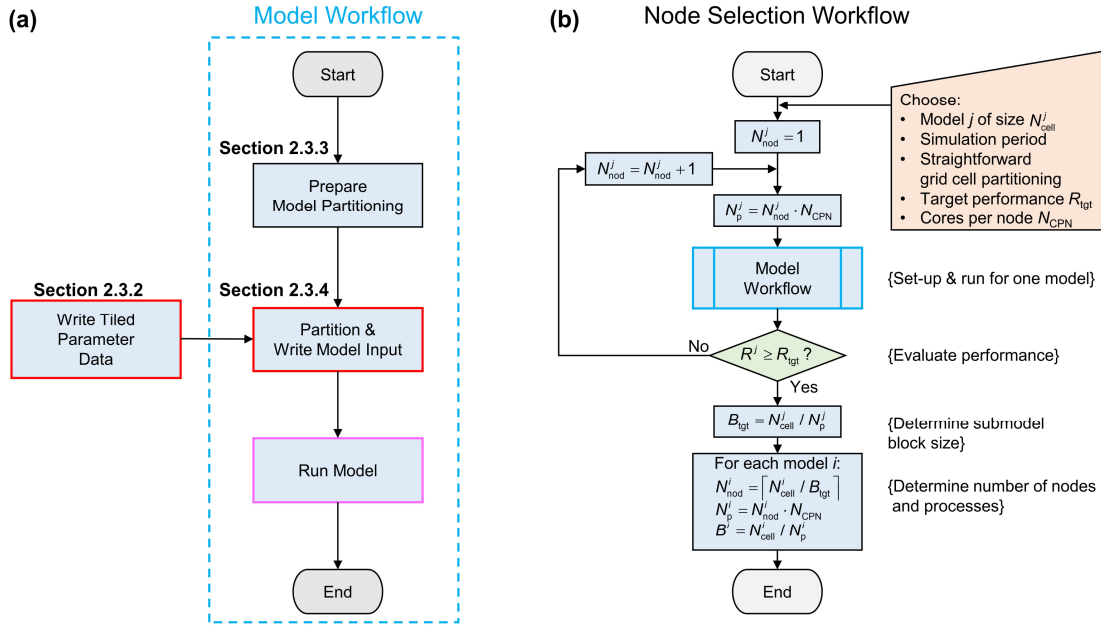 (a)
Model Workflow
Start
Section 2.3.3
Prepare
Model Partitioning
Section 2.3.2
Write Tiled
Parameter
Data
Section 2.3.4
Partition &
Write Model Input
Run Model
End
(b)
Node Selection Workflow
Start
Choose:
• Model j of size N^j_cell
• Simulation period
• Straightforward
grid cell partitioning
• Target performance R_tgt
• Cores per node N_CPN
N^j_nod = 1
N^j_nod = N^j_nod + 1
N^j_p = N^j_nod · N_CPN
Model
Workflow
{Set-up & run for one model}
R^j ≥ R_tgt ?
No
Yes
{Evaluate performance}
B_tgt = N^j_cell / N^j_p
{Determine submodel
block size}
For each model i:
N^i_nod = ⌈N^i_cell / B_tgt⌉
N^i_p = N^i_nod · N_CPN
B^i = N^i_cell / N^i_p
{Determine number of nodes
and processes}
End